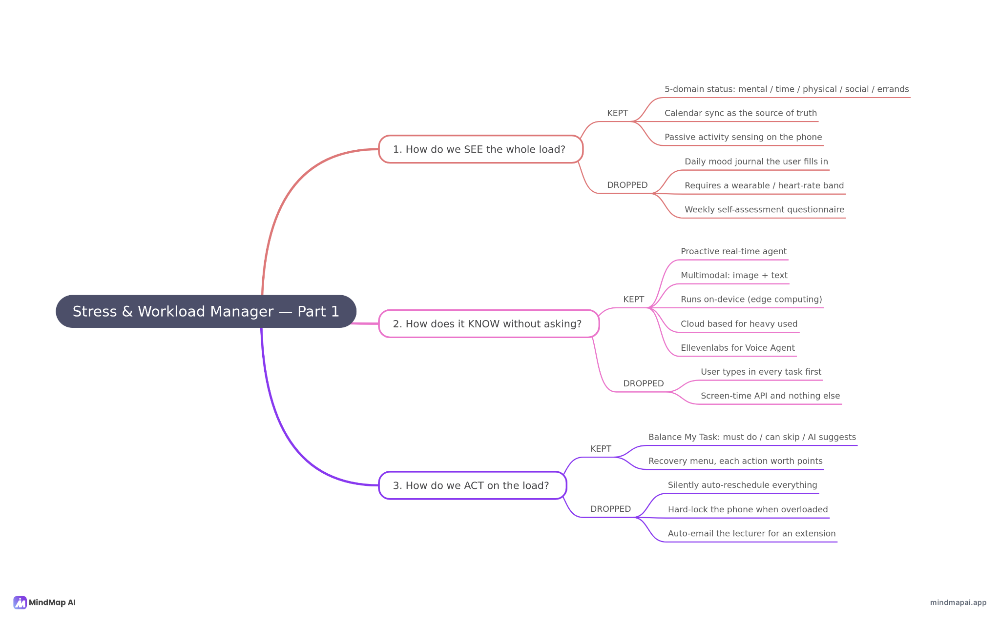 Stress & Workload Manager — Part 1
1. How do we SEE the whole load?
KEPT
5-domain status: mental / time / physical / social / errands
Calendar sync as the source of truth
Passive activity sensing on the phone
DROPPED
Daily mood journal the user fills in
Requires a wearable / heart-rate band
Weekly self-assessment questionnaire
2. How does it KNOW without asking?
KEPT
Proactive real-time agent
Multimodal: image + text
Runs on-device (edge computing)
Cloud based for heavy used
Ellevenlabs for Voice Agent
DROPPED
User types in every task first
Screen-time API and nothing else
3. How do we ACT on the load?
KEPT
Balance My Task: must do / can skip / AI suggests
Recovery menu, each action worth points
DROPPED
Silently auto-reschedule everything
Hard-lock the phone when overloaded
Auto-email the lecturer for an extension
MindMap AI
mindmapai.app